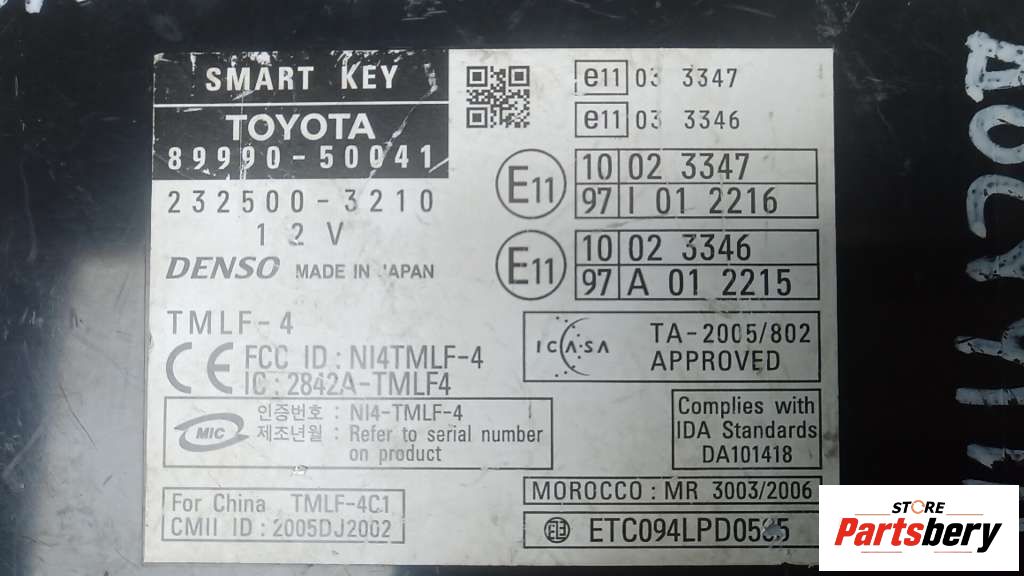 SMART KEY
TOYOTA
89990-50041
232500-3210
12V
DENSO MADE IN JAPAN
TMLF-4
CE FCC ID : NI4TMLF-4
IC : 2842A-TMLF4
MIC 인증번호 : NI4-TMLF-4
제조년월 : Refer to serial number
on product
For China TMLF-4C1
CMII ID : 2005DJ2002
e11 03 3347
e11 03 3346
E11 10 02 3347
97 I 01 2216
E11 10 02 3346
97 A 01 2215
ICASA TA-2005/802
APPROVED
Complies with
IDA Standards
DA101418
MOROCCO : MR 3003/2006
STORE
Partsbery